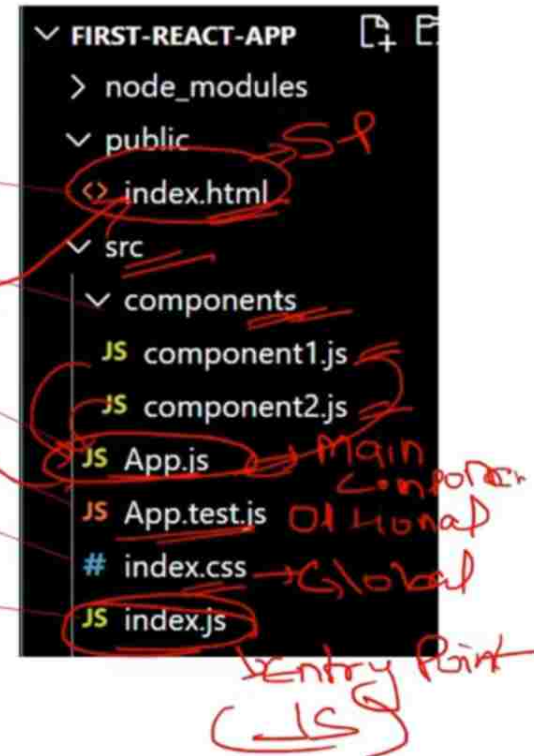 FIRST-REACT-APP
node_modules
public SP
<> index.html
src
components
JS component1.js
JS component2.js
JS App.js Main
JS App.test.js
# index.css Global
JS index.js
Entry Point
(JS)